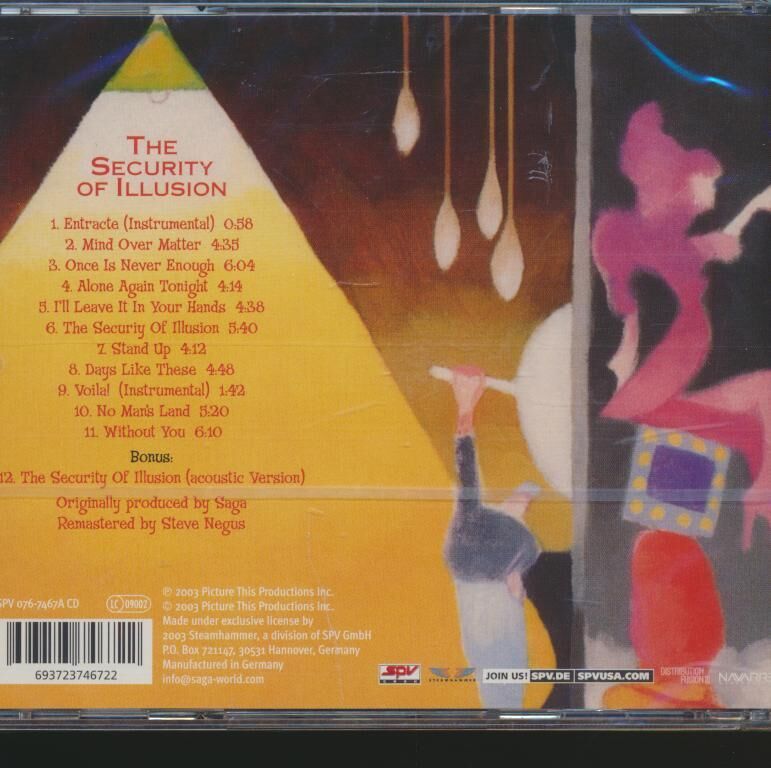 The
Security
of Illusion
1. Entracte (Instrumental) 0:58
2. Mind Over Matter 4:35
3. Once Is Never Enough 6:04
4. Alone Again Tonight 4:14
5. I'll Leave It In Your Hands 4:38
6. The Securiy Of Illusion 5:40
7. Stand Up 4:12
8. Days Like These 4:48
9. Voila! (Instrumental) 1:42
10. No Man's Land 5:20
11. Without You 6:10
Bonus:
12. The Security Of Illusion (acoustic Version)
Originally produced by Saga
Remastered by Steve Negus
SPV 076-7467A CD
LC 09002
693723746722
℗ 2003 Picture This Productions Inc.
© 2003 Picture This Productions Inc.
Made under exclusive license by
2003 Steamhammer, a division of SPV GmbH
P.O. Box 721147, 30531 Hannover, Germany
Manufactured in Germany
info@saga-world.com
SPV
STEAMHAMMER
JOIN US! SPV.DE | SPVUSA.COM
DISTRIBUTION
FUSION III
NAVARRE